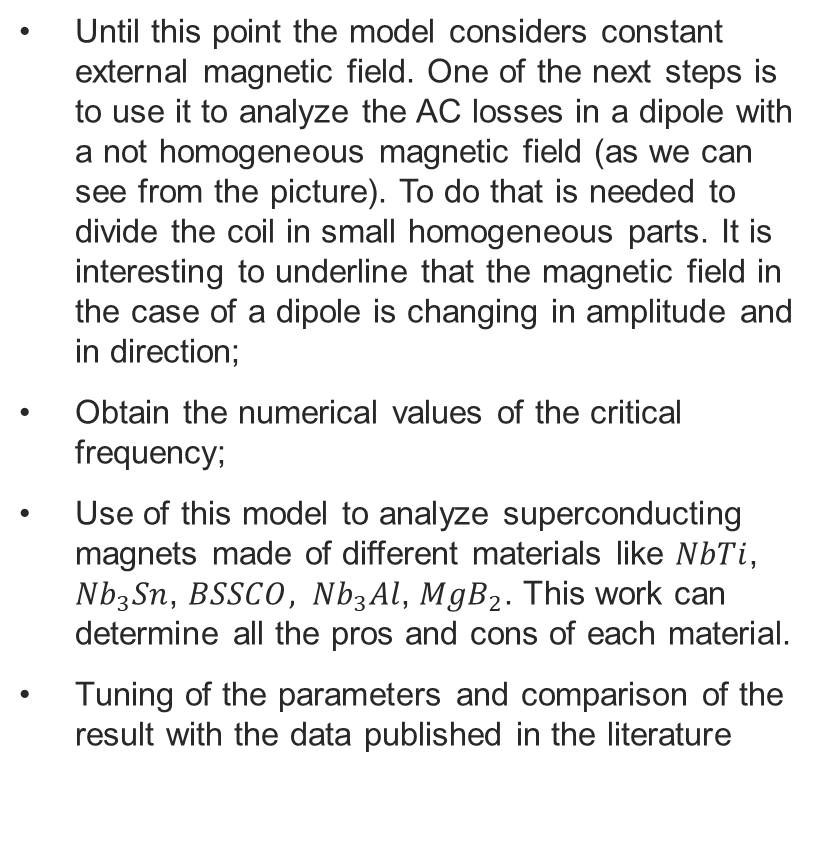 • Until this point the model considers constant
external magnetic field. One of the next steps is
to use it to analyze the AC losses in a dipole with
a not homogeneous magnetic field (as we can
see from the picture). To do that is needed to
divide the coil in small homogeneous parts. It is
interesting to underline that the magnetic field in
the case of a dipole is changing in amplitude and
in direction;
• Obtain the numerical values of the critical
frequency;
• Use of this model to analyze superconducting
magnets made of different materials like NbTi,
Nb₃Sn, BSSCO, Nb₃Al, MgB₂. This work can
determine all the pros and cons of each material.
• Tuning of the parameters and comparison of the
result with the data published in the literature